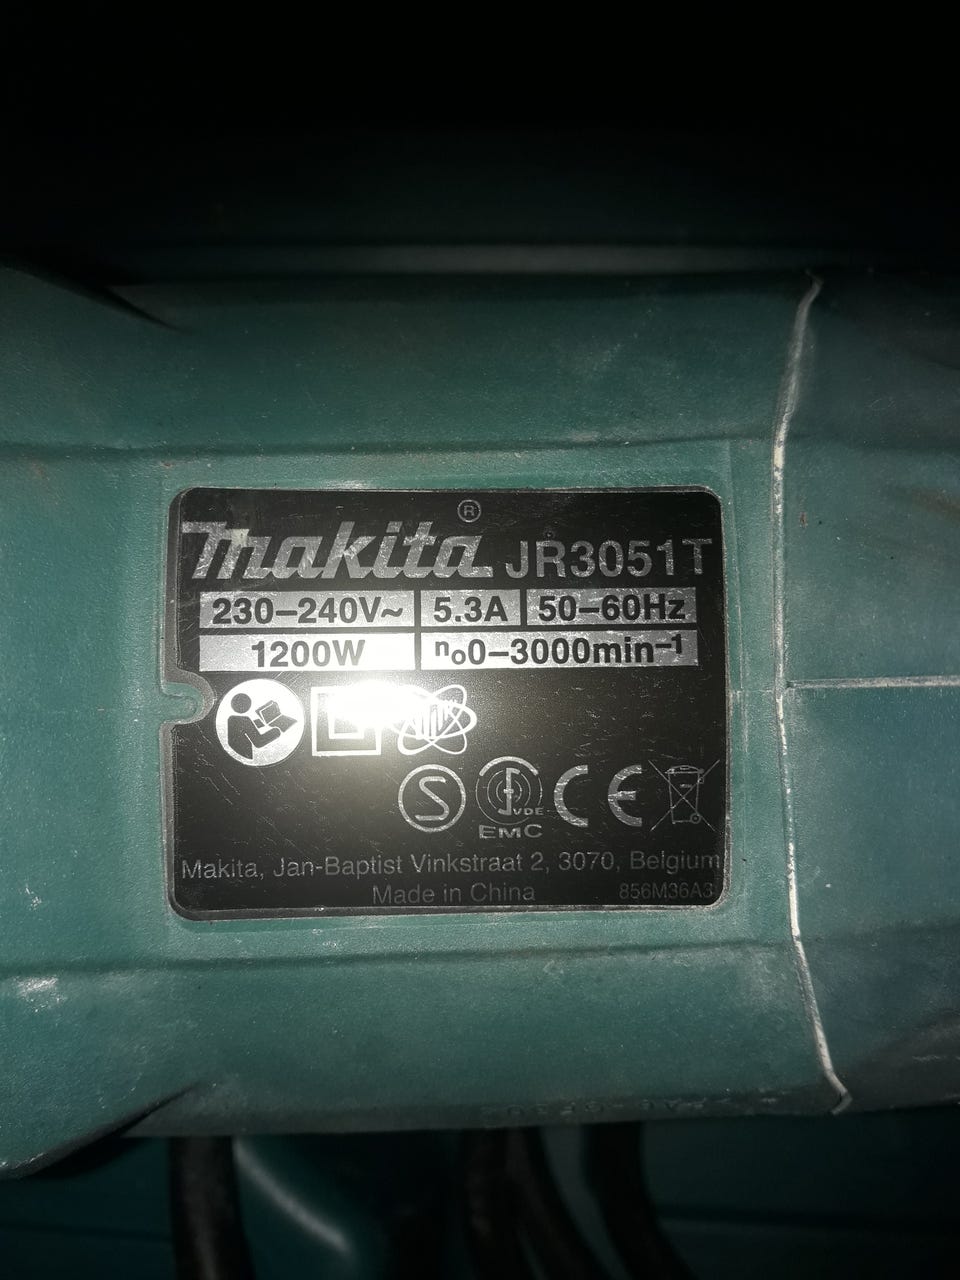 makita® JR3051T
230–240V~ 5.3A 50–60Hz
1200W no0–3000min–1
S VDE CE
EMC
Makita, Jan-Baptist Vinkstraat 2, 3070, Belgium
Made in China 856M36A3